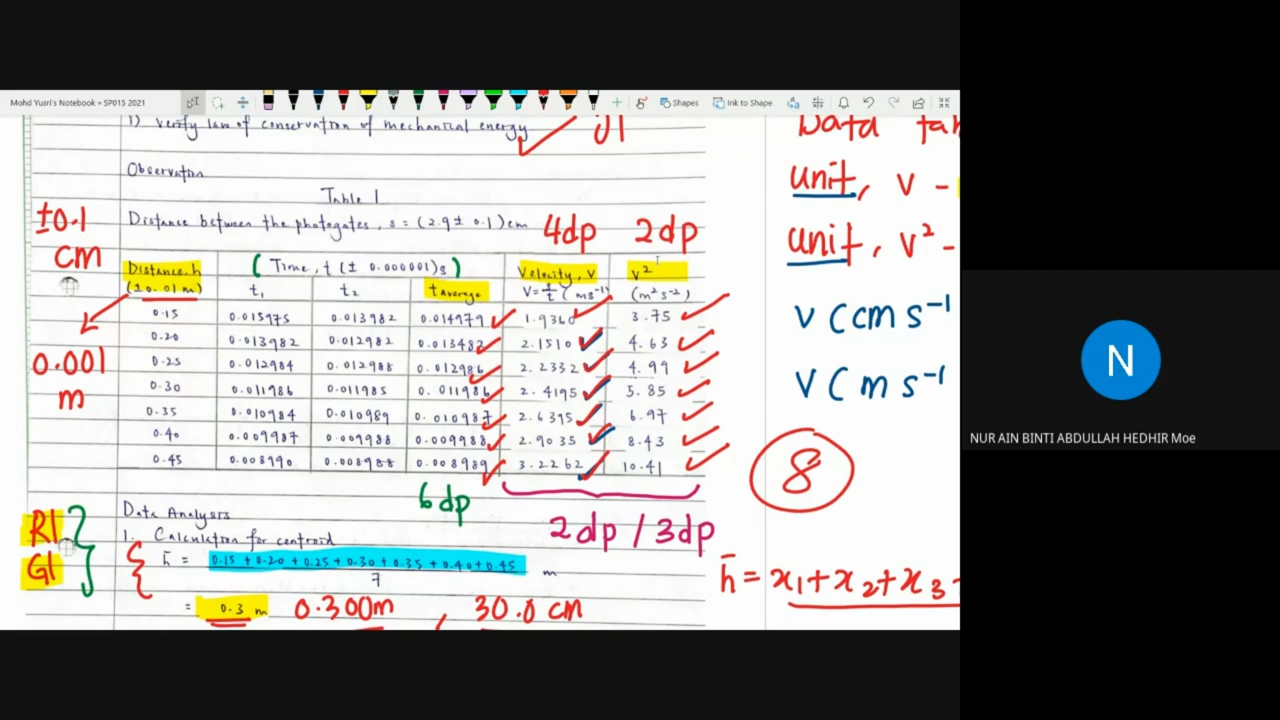 Mohd Yusri's Notebook » SP015 2021
Shapes
Ink to Shape
1) Verify law of conservation of mechanical energy
J1
Observation
Table 1
Distance between the photogates, s = (2.9 ± 0.1) cm
4dp 2dp
±0.1
cm
Distance, h (Time, t (± 0.000001)s) Velocity, v v²
(±0.01 m) t₁ t₂ t average V = s/t (ms⁻¹) (m²s⁻²)
0.15 0.015975 0.013982 0.014979 1.9360 3.75
0.20 0.013982 0.012982 0.013482 2.1510 4.63
0.25 0.012984 0.012988 0.012986 2.2332 4.99
0.30 0.011986 0.011985 0.011986 2.4195 5.85
0.35 0.010984 0.010989 0.010987 2.6395 6.97
0.40 0.009987 0.009988 0.009988 2.9035 8.43
0.45 0.008990 0.008988 0.008989 3.2262 10.41
0.001
m
6dp
2dp / 3dp
R1
G1
Data Analysis
1. Calculation for centroid
h̄ = 0.15 + 0.20 + 0.25 + 0.30 + 0.35 + 0.40 + 0.45 m
7
= 0.3 m 0.300m , 30.0 cm
Data
unit, v -
unit, v² -
v (cm s⁻¹
v (m s⁻¹
8
h̄ = x₁+x₂+x₃
N
NUR AIN BINTI ABDULLAH HEDHIR Moe